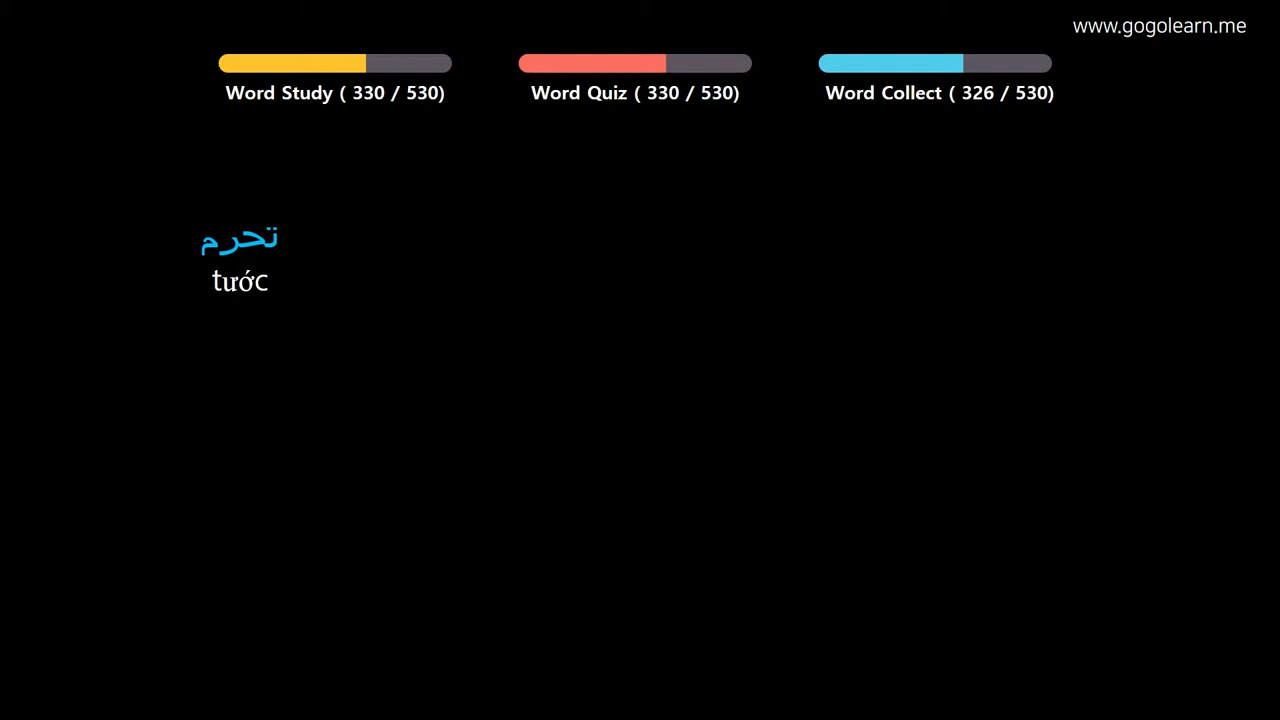 www.gogolearn.me
Word Study ( 330 / 530)
Word Quiz ( 330 / 530)
Word Collect ( 326 / 530)
تحرم
tước